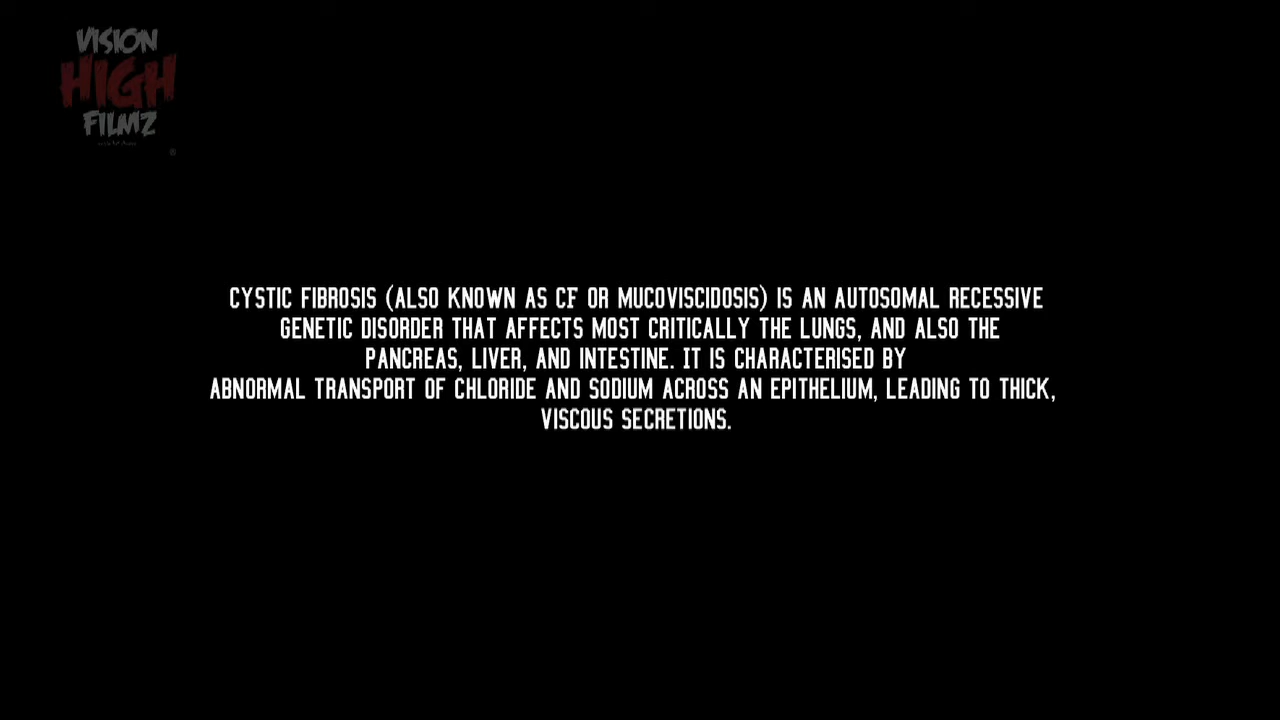 VISION
HIGH
FILMZ
CYSTIC FIBROSIS (ALSO KNOWN AS CF OR MUCOVISCIDOSIS) IS AN AUTOSOMAL RECESSIVE
GENETIC DISORDER THAT AFFECTS MOST CRITICALLY THE LUNGS, AND ALSO THE
PANCREAS, LIVER, AND INTESTINE. IT IS CHARACTERISED BY
ABNORMAL TRANSPORT OF CHLORIDE AND SODIUM ACROSS AN EPITHELIUM, LEADING TO THICK,
VISCOUS SECRETIONS.